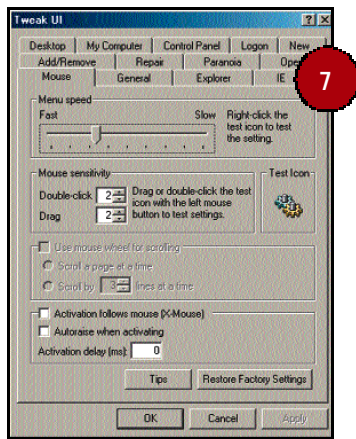 Tweak UI
Desktop My Computer Control Panel Logon New
Add/Remove Repair Paranoia
Mouse General Explorer IE
7
Menu speed
Fast Slow Right-click the
test icon to test
the setting.
Mouse sensitivity Test Icon
Double-click 2 Drag or double-click the test
icon with the left mouse
Drag 2 button to test settings.
Use mouse wheel for scrolling
Scroll a page at a time
Scroll by 3 lines at a time
Activation follows mouse (X-Mouse)
Autoraise when activating
Activation delay (ms): 0
Tips Restore Factory Settings
OK Cancel Apply